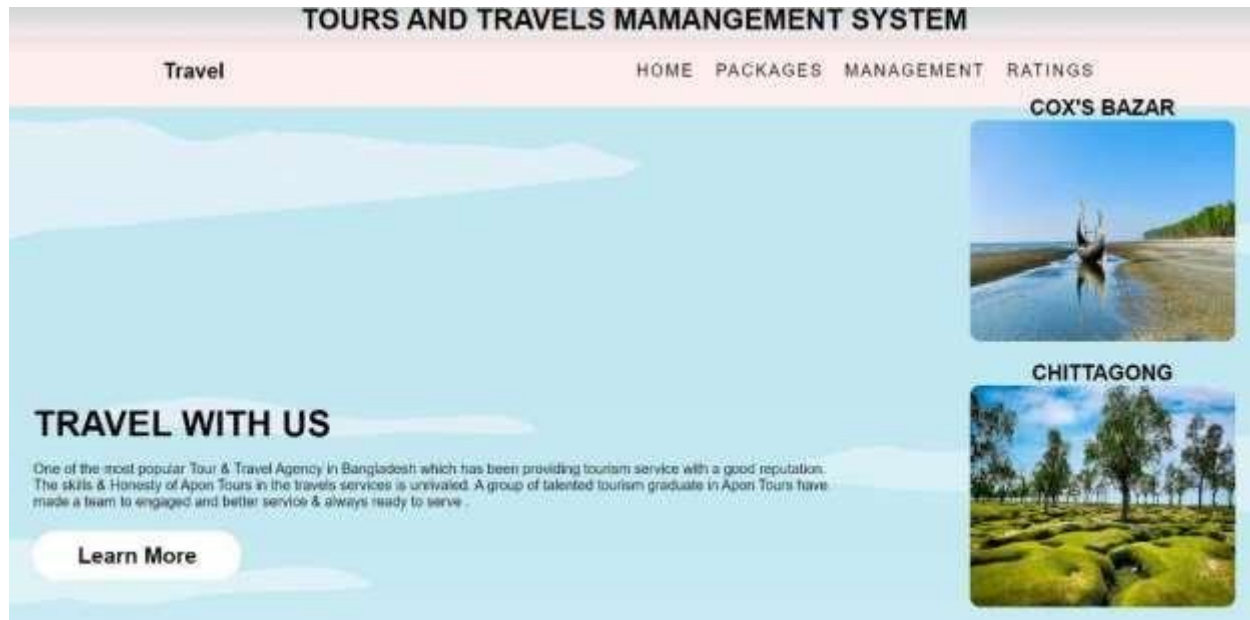 TOURS AND TRAVELS MAMANGEMENT SYSTEM
Travel
HOME PACKAGES MANAGEMENT RATINGS
COX'S BAZAR
CHITTAGONG
TRAVEL WITH US
One of the most popular Tour & Travel Agency in Bangladesh which has been providing tourism service with a good reputation.
The skills & Honesty of Apon Tours in the travels services is unrivaled. A group of talented tourism graduate in Apon Tours have
made a team to engaged and better service & always ready to serve .
Learn More